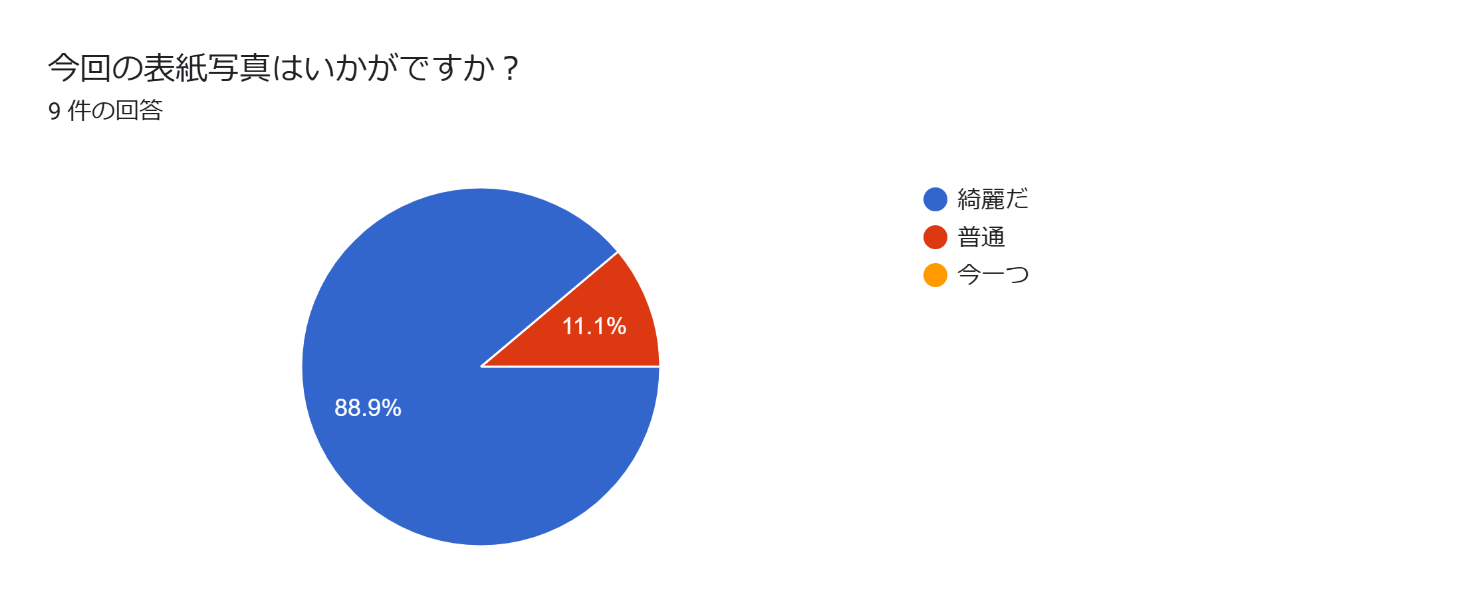 今回の表紙写真はいかがですか？
9 件の回答
綺麗だ
普通
今一つ
11.1%
88.9%